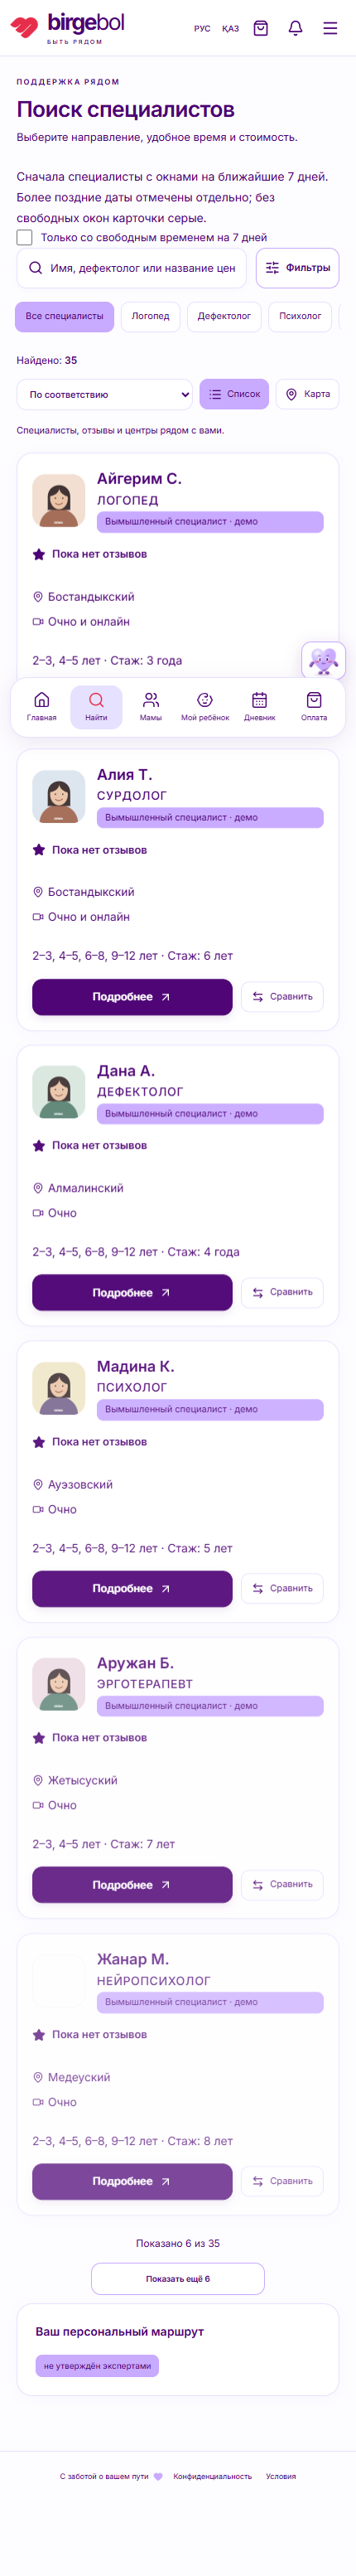 birgebol
БЫТЬ РЯДОМ
РУС ҚАЗ
ПОДДЕРЖКА РЯДОМ
Поиск специалистов
Выберите направление, удобное время и стоимость.
Сначала специалисты с окнами на ближайшие 7 дней.
Более поздние даты отмечены отдельно; без
свободных окон карточки серые.
Только со свободным временем на 7 дней
Имя, дефектолог или название цен
Фильтры
Все специалисты Логопед Дефектолог Психолог
Найдено: 35
По соответствию Список Карта
Специалисты, отзывы и центры рядом с вами.
Айгерим С.
ЛОГОПЕД
Вымышленный специалист · демо
Пока нет отзывов
Бостандыкский
Очно и онлайн
2–3, 4–5 лет · Стаж: 3 года
Главная Найти Мамы Мой ребёнок Дневник Оплата
Алия Т.
СУРДОЛОГ
Вымышленный специалист · демо
Пока нет отзывов
Бостандыкский
Очно и онлайн
2–3, 4–5, 6–8, 9–12 лет · Стаж: 6 лет
Подробнее Сравнить
Дана А.
ДЕФЕКТОЛОГ
Вымышленный специалист · демо
Пока нет отзывов
Алмалинский
Очно
2–3, 4–5, 6–8, 9–12 лет · Стаж: 4 года
Подробнее Сравнить
Мадина К.
ПСИХОЛОГ
Вымышленный специалист · демо
Пока нет отзывов
Ауэзовский
Очно
2–3, 4–5, 6–8, 9–12 лет · Стаж: 5 лет
Подробнее Сравнить
Аружан Б.
ЭРГОТЕРАПЕВТ
Вымышленный специалист · демо
Пока нет отзывов
Жетысуский
Очно
2–3, 4–5 лет · Стаж: 7 лет
Подробнее Сравнить
Жанар М.
НЕЙРОПСИХОЛОГ
Вымышленный специалист · демо
Пока нет отзывов
Медеуский
Очно
2–3, 4–5, 6–8, 9–12 лет · Стаж: 8 лет
Подробнее Сравнить
Показано 6 из 35
Показать ещё 6
Ваш персональный маршрут
не утверждён экспертами
С заботой о вашем пути Конфиденциальность Условия